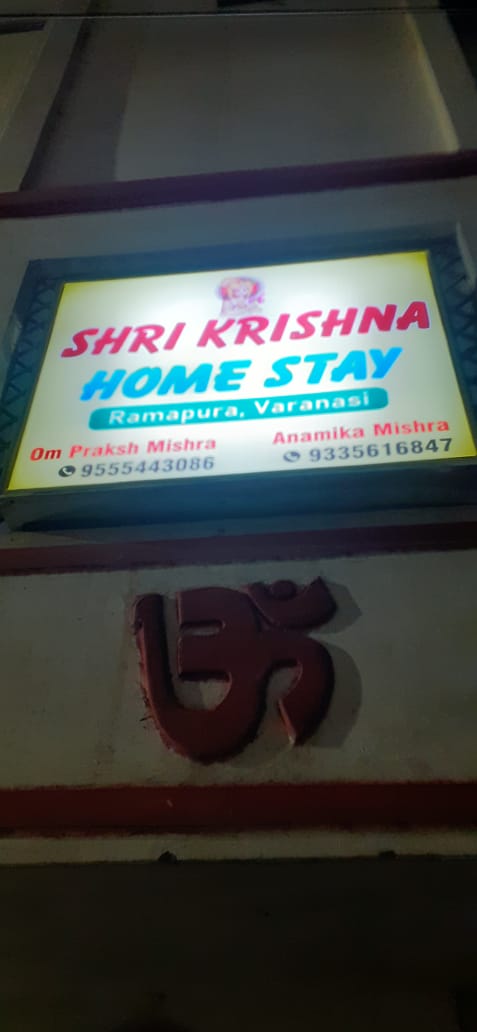 SHRI KRISHNA
HOME STAY
Ramapura, Varanasi
Om Praksh Mishra
9555443086
Anamika Mishra
9335616847
ॐ